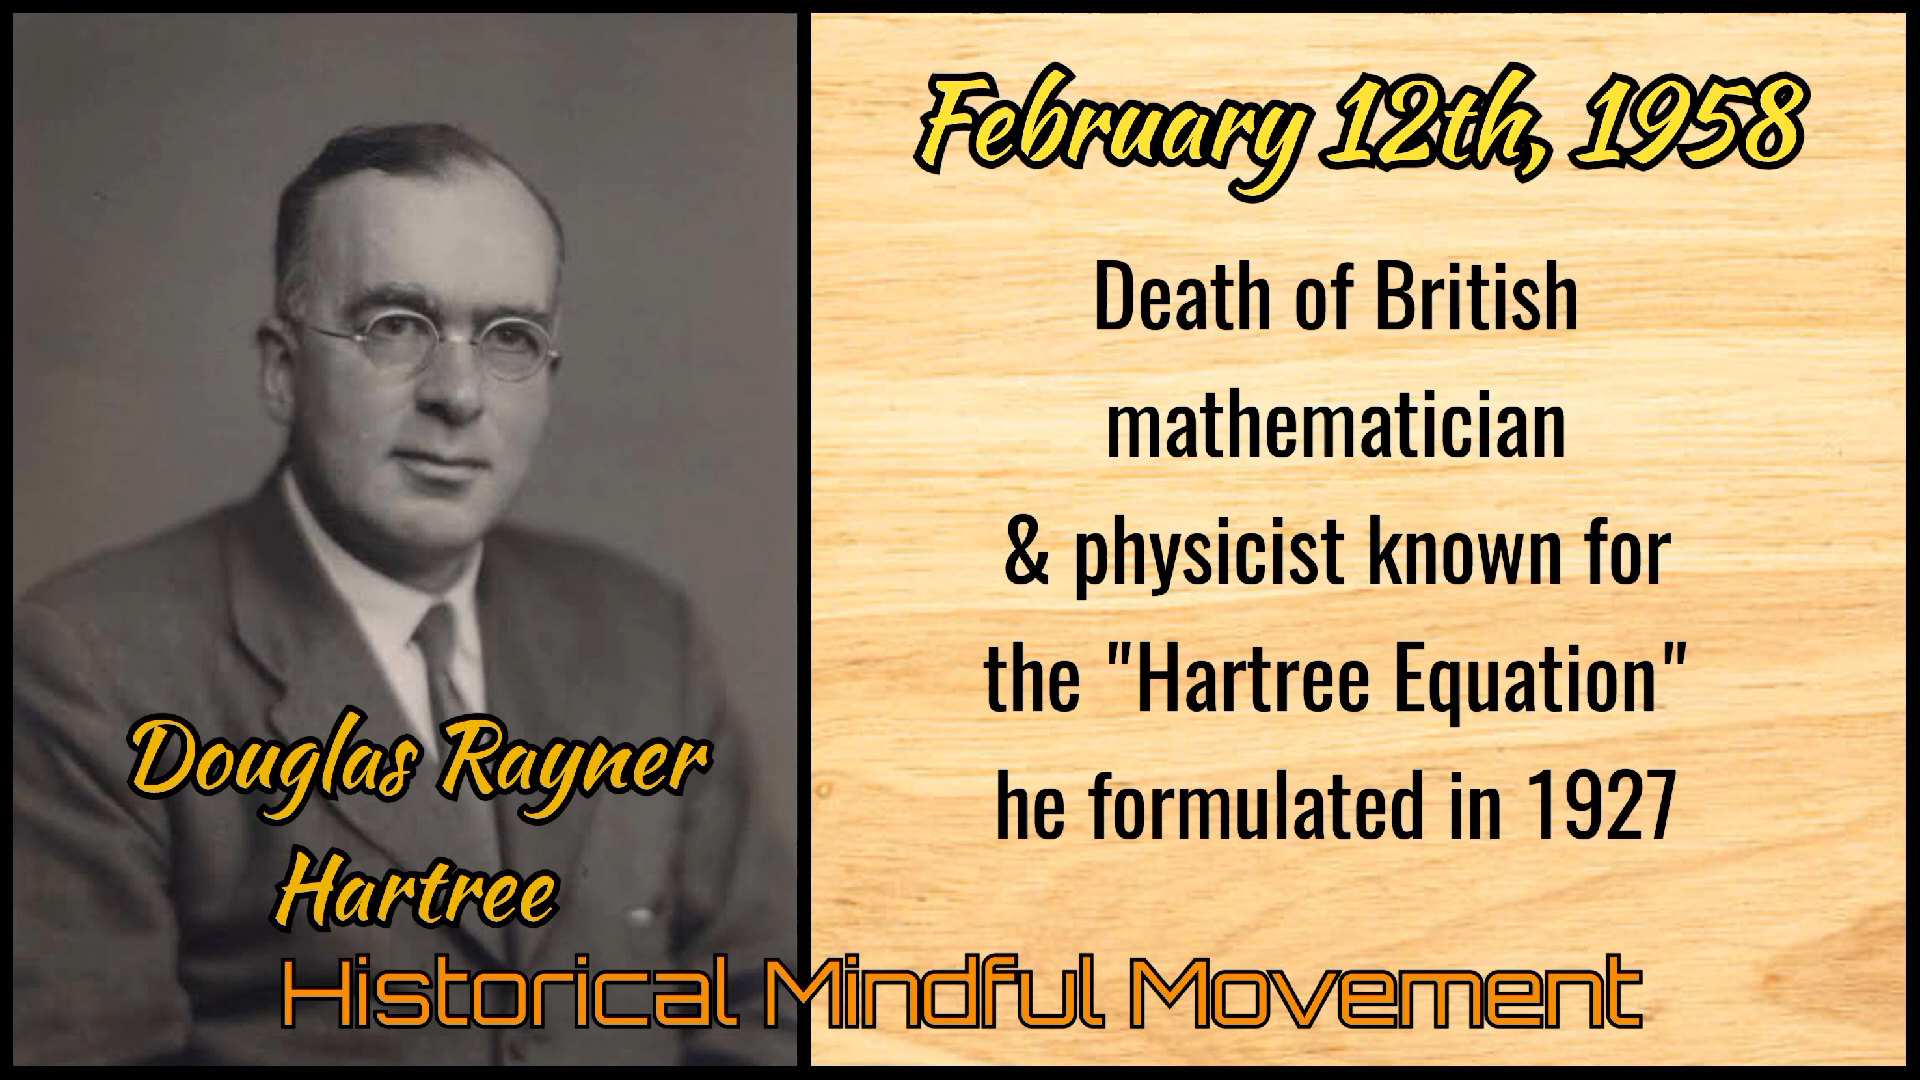 February 12th, 1958
Death of British
mathematician
& physicist known for
the "Hartree Equation"
he formulated in 1927
Douglas Rayner
Hartree
Historical Mindful Movement